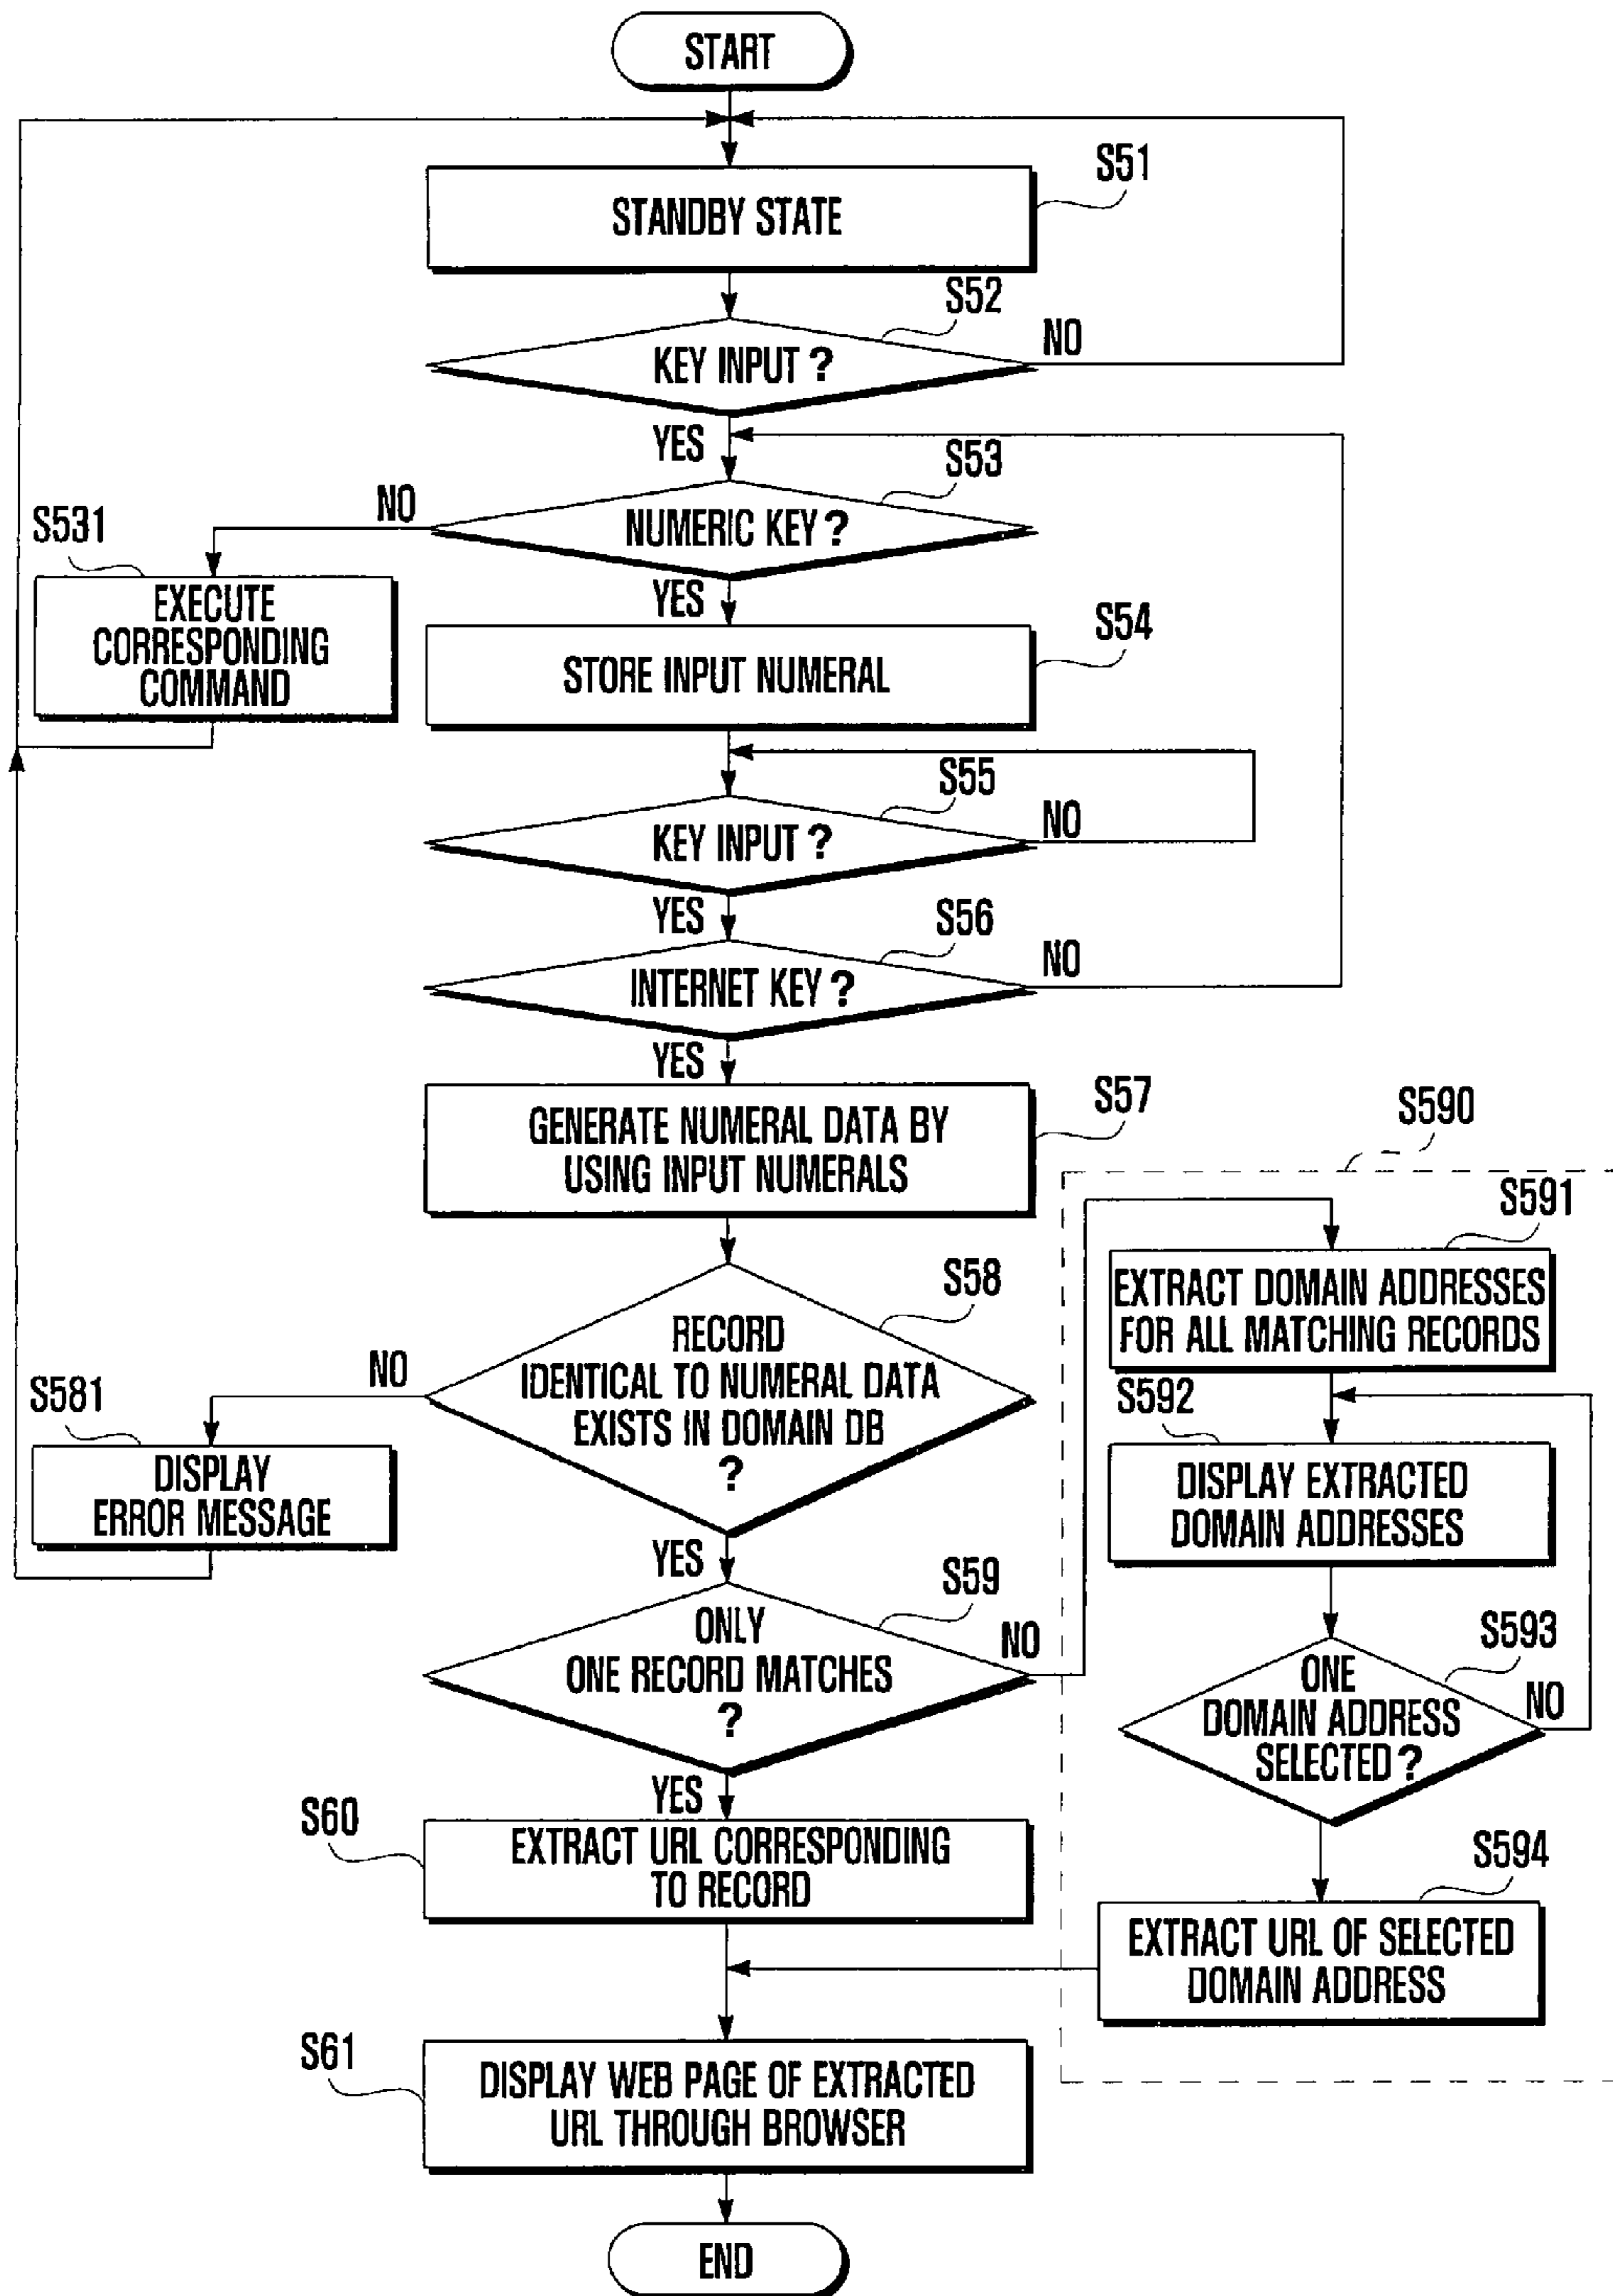 START
S51
STANDBY STATE
S52
KEY INPUT ?
NO
YES
S53
NUMERIC KEY ?
NO
S531
EXECUTE
CORRESPONDING
COMMAND
YES
S54
STORE INPUT NUMERAL
S55
KEY INPUT ?
NO
YES
S56
INTERNET KEY ?
NO
YES
S57
GENERATE NUMERAL DATA BY
USING INPUT NUMERALS
S58
RECORD
IDENTICAL TO NUMERAL DATA
EXISTS IN DOMAIN DB
?
NO
S581
DISPLAY
ERROR MESSAGE
YES
S59
ONLY
ONE RECORD MATCHES
?
NO
S590
S591
EXTRACT DOMAIN ADDRESSES
FOR ALL MATCHING RECORDS
S592
DISPLAY EXTRACTED
DOMAIN ADDRESSES
S593
ONE
DOMAIN ADDRESS
SELECTED ?
NO
S594
EXTRACT URL OF SELECTED
DOMAIN ADDRESS
YES
S60
EXTRACT URL CORRESPONDING
TO RECORD
S61
DISPLAY WEB PAGE OF EXTRACTED
URL THROUGH BROWSER
END